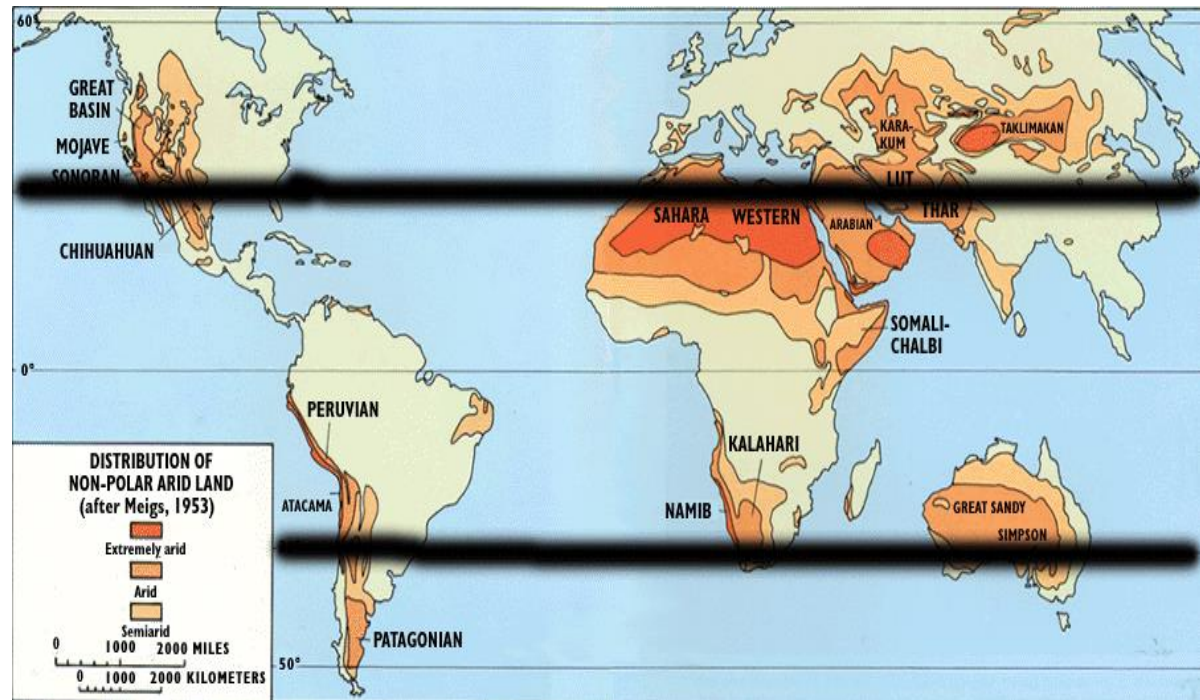 60°
GREAT
BASIN
MOJAVE
SONORAN
CHIHUAHUAN
KARA-
KUM
TAKLIMAKAN
LUT
THAR
SAHARA
WESTERN
ARABIAN
SOMALI-
CHALBI
0°
PERUVIAN
ATACAMA
KALAHARI
NAMIB
GREAT SANDY
SIMPSON
PATAGONIAN
50°
DISTRIBUTION OF
NON-POLAR ARID LAND
(after Meigs, 1953)
Extremely arid
Arid
Semiarid
0 1000 2000 MILES
0 1000 2000 KILOMETERS